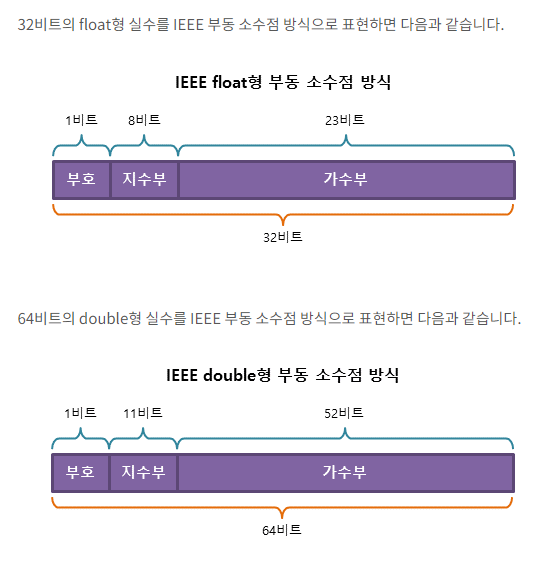 32비트의 float형 실수를 IEEE 부동 소수점 방식으로 표현하면 다음과 같습니다.
IEEE float형 부동 소수점 방식
1비트 8비트 23비트
부호 지수부 가수부
32비트
64비트의 double형 실수를 IEEE 부동 소수점 방식으로 표현하면 다음과 같습니다.
IEEE double형 부동 소수점 방식
1비트 11비트 52비트
부호 지수부 가수부
64비트